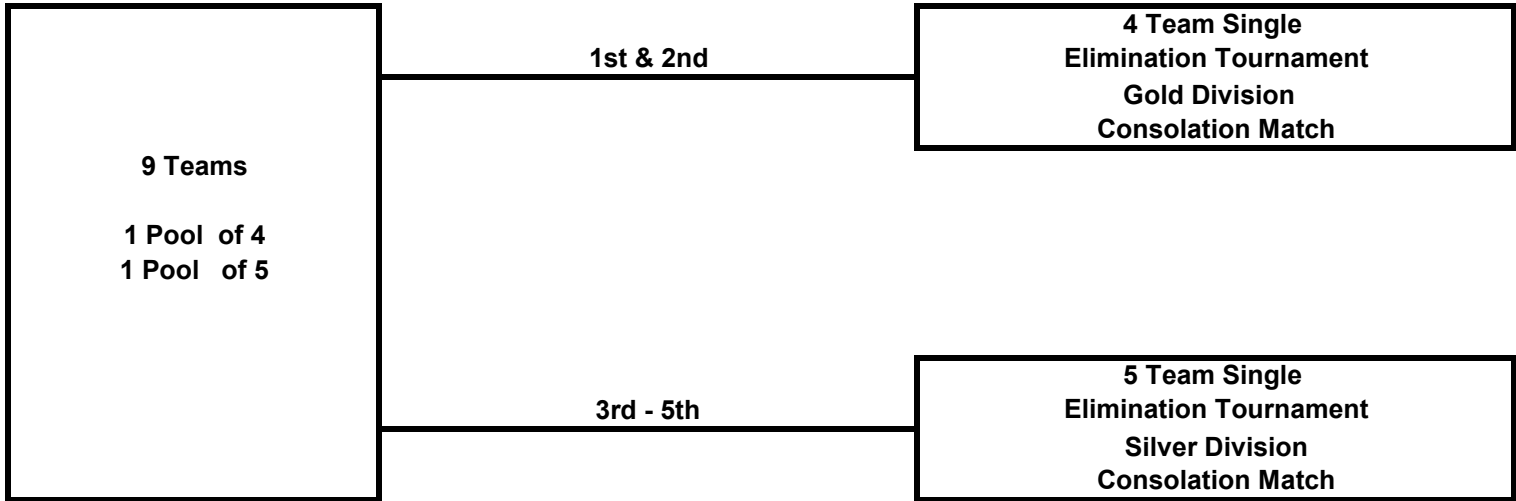 9 Teams
1 Pool of 4
1 Pool of 5
1st & 2nd
4 Team Single
Elimination Tournament
Gold Division
Consolation Match
3rd - 5th
5 Team Single
Elimination Tournament
Silver Division
Consolation Match